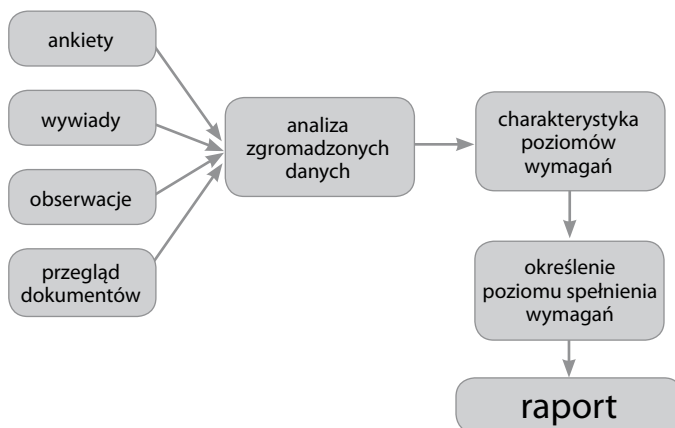 ankiety
wywiady
obserwacje
przegląd
dokumentów
analiza
zgromadzonych
danych
charakterystyka
poziomów
wymagań
określenie
poziomu spełnienia
wymagań
raport